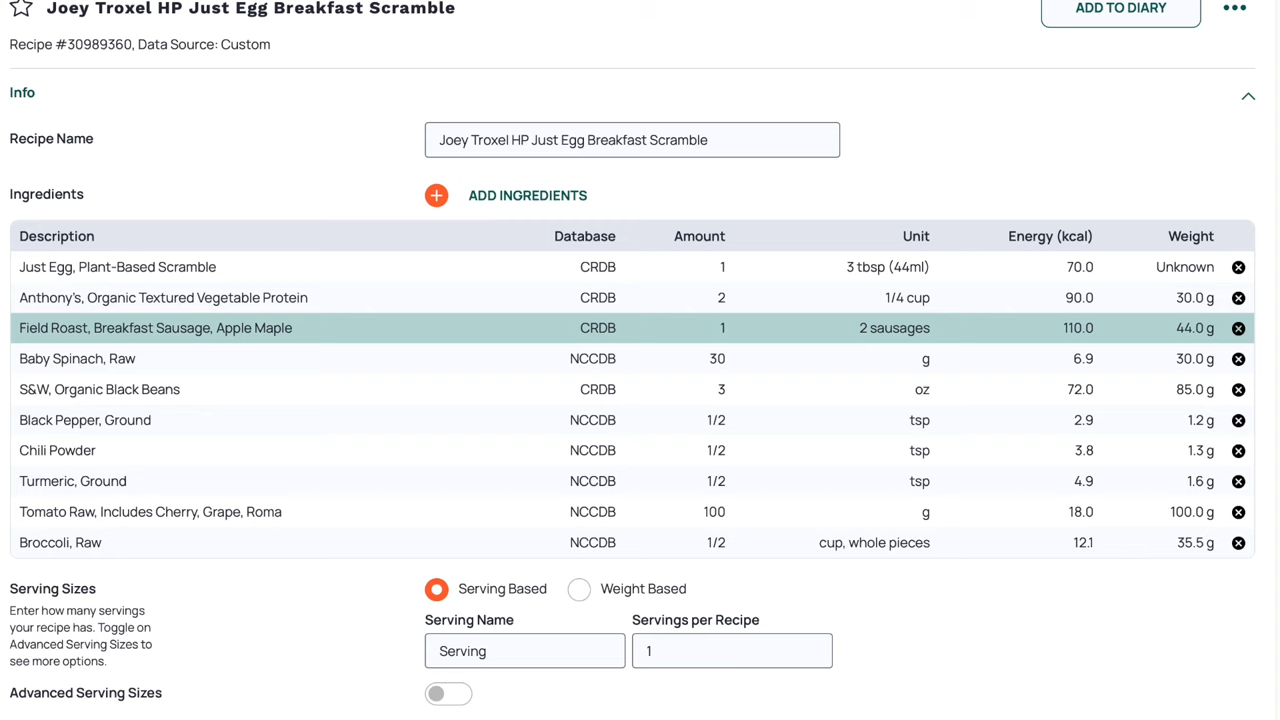 Joey Troxel HP Just Egg Breakfast Scramble
ADD TO DIARY
Recipe #30989360, Data Source: Custom
Info
Recipe Name
Joey Troxel HP Just Egg Breakfast Scramble
Ingredients
ADD INGREDIENTS
Description Database Amount Unit Energy (kcal) Weight
Just Egg, Plant-Based Scramble CRDB 1 3 tbsp (44ml) 70.0 Unknown
Anthony's, Organic Textured Vegetable Protein CRDB 2 1/4 cup 90.0 30.0 g
Field Roast, Breakfast Sausage, Apple Maple CRDB 1 2 sausages 110.0 44.0 g
Baby Spinach, Raw NCCDB 30 g 6.9 30.0 g
S&W, Organic Black Beans CRDB 3 oz 72.0 85.0 g
Black Pepper, Ground NCCDB 1/2 tsp 2.9 1.2 g
Chili Powder NCCDB 1/2 tsp 3.8 1.3 g
Turmeric, Ground NCCDB 1/2 tsp 4.9 1.6 g
Tomato Raw, Includes Cherry, Grape, Roma NCCDB 100 g 18.0 100.0 g
Broccoli, Raw NCCDB 1/2 cup, whole pieces 12.1 35.5 g
Serving Sizes
Enter how many servings
your recipe has. Toggle on
Advanced Serving Sizes to
see more options.
Serving Based Weight Based
Serving Name Servings per Recipe
Serving 1
Advanced Serving Sizes